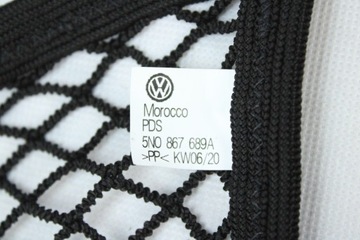 Morocco
PDS
5N0 867 689A
>PP< KW06/20